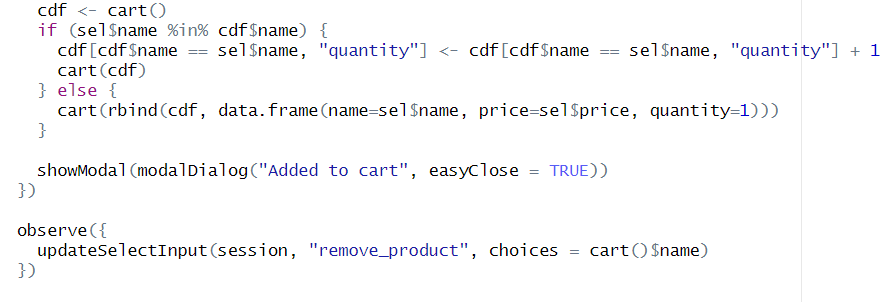 cdf <- cart()
if (sel$name %in% cdf$name) {
cdf[cdf$name == sel$name, "quantity"] <- cdf[cdf$name == sel$name, "quantity"] + 1
cart(cdf)
} else {
cart(rbind(cdf, data.frame(name=sel$name, price=sel$price, quantity=1)))
}
showModal(modalDialog("Added to cart", easyClose = TRUE))
})
observe({
updateSelectInput(session, "remove_product", choices = cart()$name)
})